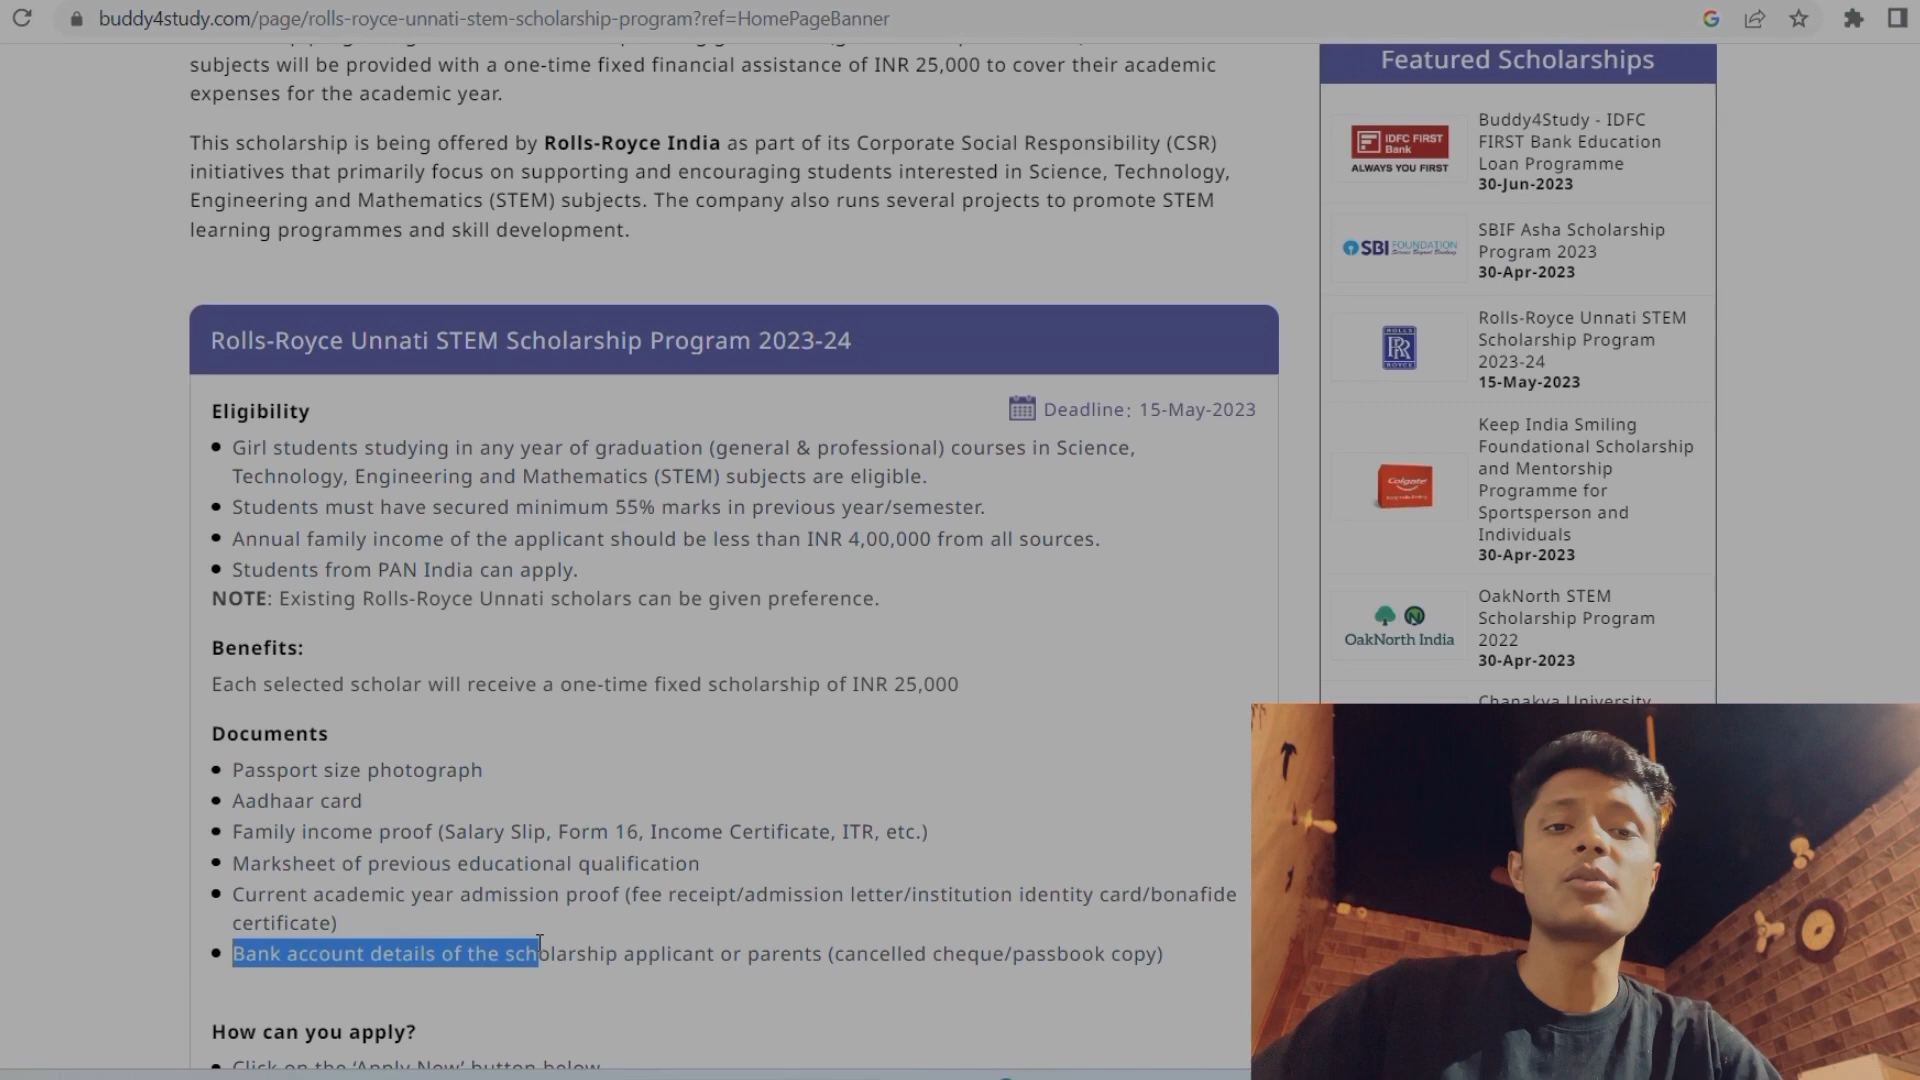 buddy4study.com/page/rolls-royce-unnati-stem-scholarship-program?ref=HomePageBanner
subjects will be provided with a one-time fixed financial assistance of INR 25,000 to cover their academic
expenses for the academic year.
This scholarship is being offered by Rolls-Royce India as part of its Corporate Social Responsibility (CSR)
initiatives that primarily focus on supporting and encouraging students interested in Science, Technology,
Engineering and Mathematics (STEM) subjects. The company also runs several projects to promote STEM
learning programmes and skill development.
Rolls-Royce Unnati STEM Scholarship Program 2023-24
Eligibility
Deadline: 15-May-2023
• Girl students studying in any year of graduation (general & professional) courses in Science,
Technology, Engineering and Mathematics (STEM) subjects are eligible.
• Students must have secured minimum 55% marks in previous year/semester.
• Annual family income of the applicant should be less than INR 4,00,000 from all sources.
• Students from PAN India can apply.
NOTE: Existing Rolls-Royce Unnati scholars can be given preference.
Benefits:
Each selected scholar will receive a one-time fixed scholarship of INR 25,000
Documents
• Passport size photograph
• Aadhaar card
• Family income proof (Salary Slip, Form 16, Income Certificate, ITR, etc.)
• Marksheet of previous educational qualification
• Current academic year admission proof (fee receipt/admission letter/institution identity card/bonafide
certificate)
• Bank account details of the scholarship applicant or parents (cancelled cheque/passbook copy)
How can you apply?
• Click on the ‘Apply Now’ button below
Featured Scholarships
IDFC FIRST
Bank
ALWAYS YOU FIRST
Buddy4Study - IDFC
FIRST Bank Education
Loan Programme
30-Jun-2023
SBI FOUNDATION
SBIF Asha Scholarship
Program 2023
30-Apr-2023
ROLLS
RR
ROYCE
Rolls-Royce Unnati STEM
Scholarship Program
2023-24
15-May-2023
Colgate
Keep India Smiling
Foundational Scholarship
and Mentorship
Programme for
Sportsperson and
Individuals
30-Apr-2023
OakNorth India
OakNorth STEM
Scholarship Program
2022
30-Apr-2023
Chanakya University